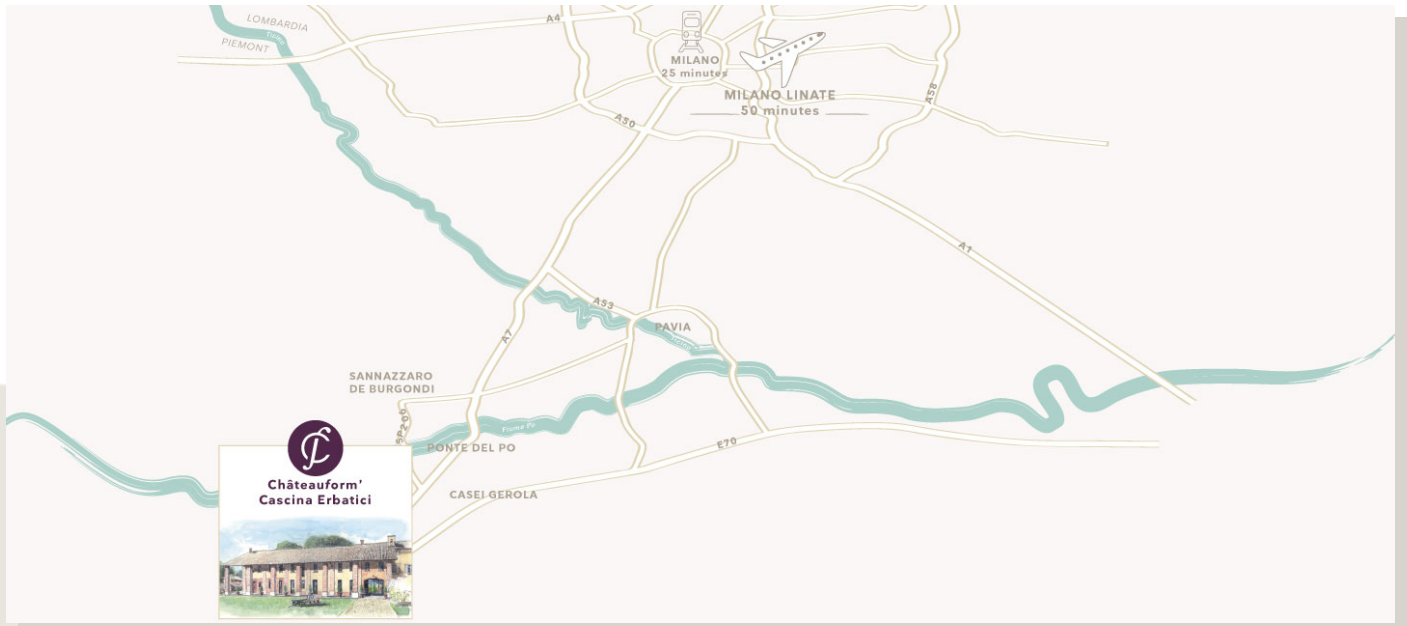 LOMBARDIA
Ticino
PIEMONT
A4
MILANO
25 minutes
MILANO LINATE
50 minutes
A58
A50
A1
A53
PAVIA
A7
SANNAZZARO
DE BURGONDI
SP206
Fiume Po
PONTE DEL PO
E70
CASEI GEROLA
Châteauform’
Cascina Erbatici